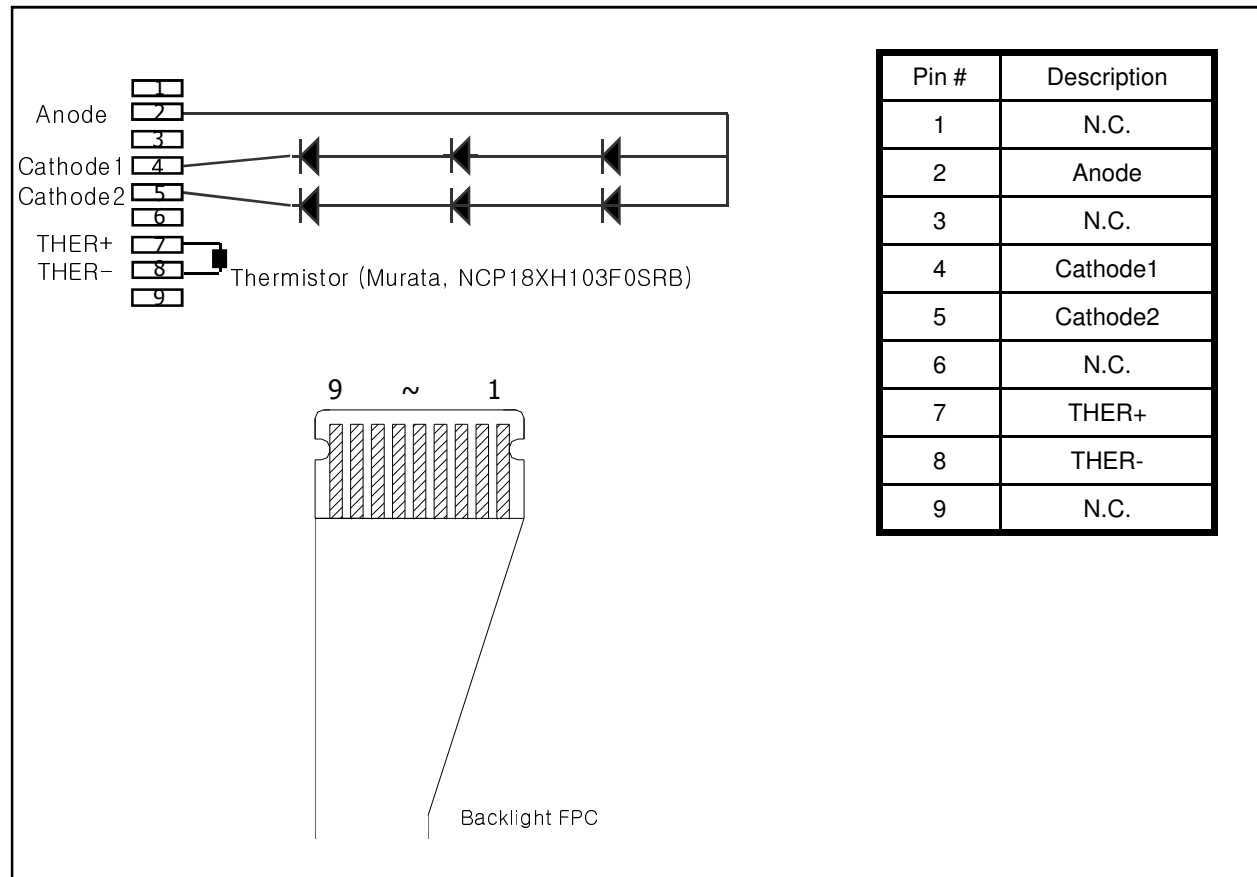 1
Anode 2
3
Cathode1 4
Cathode2 5
6
THER+ 7
THER- 8
Thermistor (Murata, NCP18XH103F0SRB)
9
9 ~ 1
Backlight FPC
Pin # Description
1 N.C.
2 Anode
3 N.C.
4 Cathode1
5 Cathode2
6 N.C.
7 THER+
8 THER-
9 N.C.